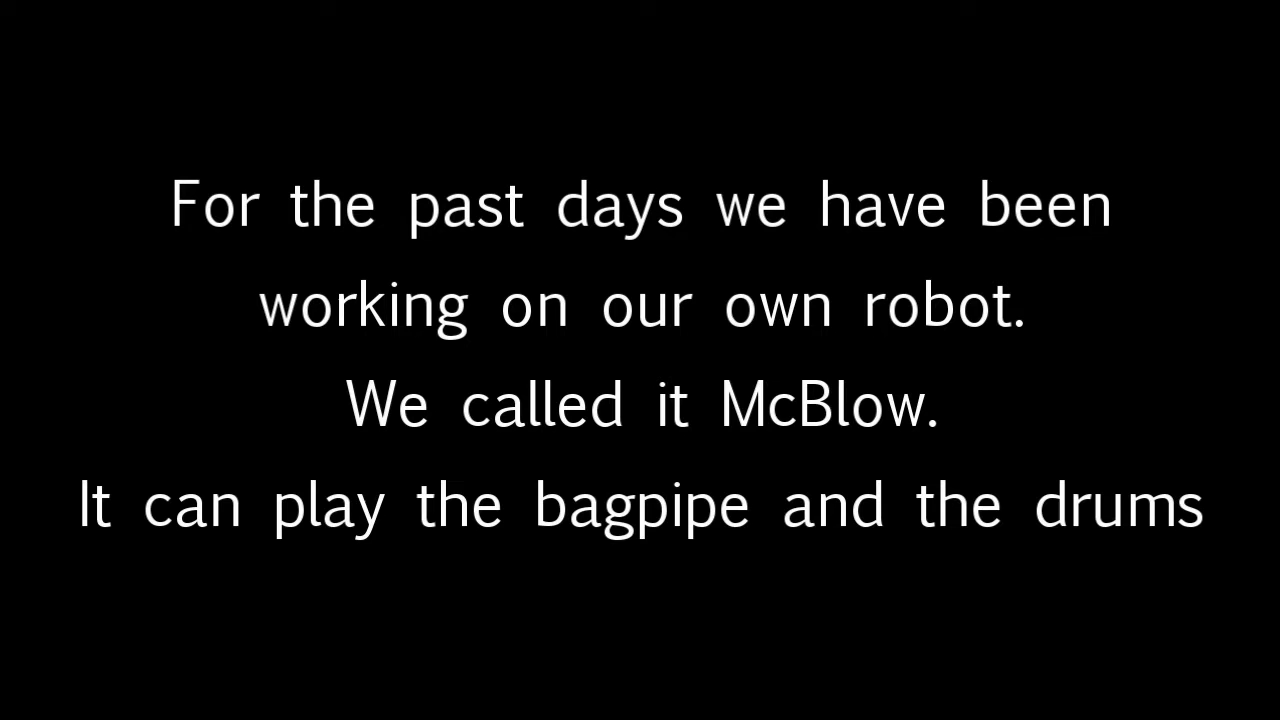 For the past days we have been
working on our own robot.
We called it McBlow.
It can play the bagpipe and the drums